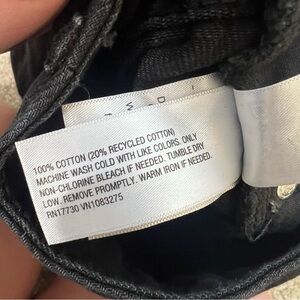 100% COTTON (20% RECYCLED COTTON)
MACHINE WASH COLD WITH LIKE COLORS. ONLY
NON-CHLORINE BLEACH IF NEEDED. TUMBLE DRY
LOW. REMOVE PROMPTLY. WARM IRON IF NEEDED.
RN17730 VN1083275